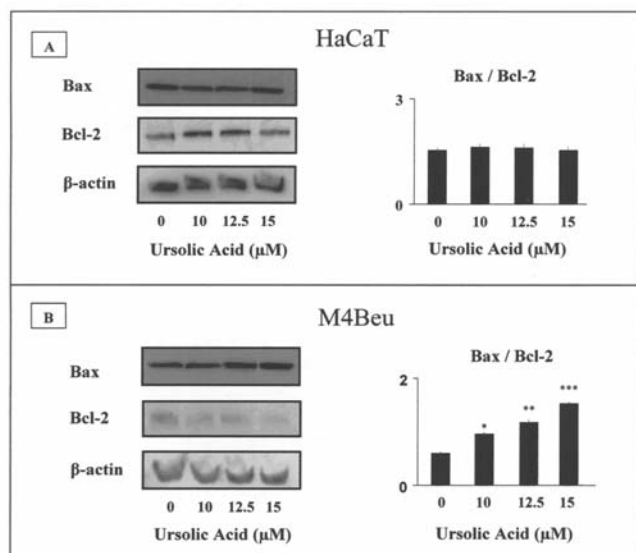 A
HaCaT
Bax
Bcl-2
β-actin
0 10 12.5 15
Ursolic Acid (µM)
Bax / Bcl-2
3
0
0 10 12.5 15
Ursolic Acid (µM)
B
M4Beu
Bax
Bcl-2
β-actin
0 10 12.5 15
Ursolic Acid (µM)
Bax / Bcl-2
2
0
* ** ***
0 10 12.5 15
Ursolic Acid (µM)